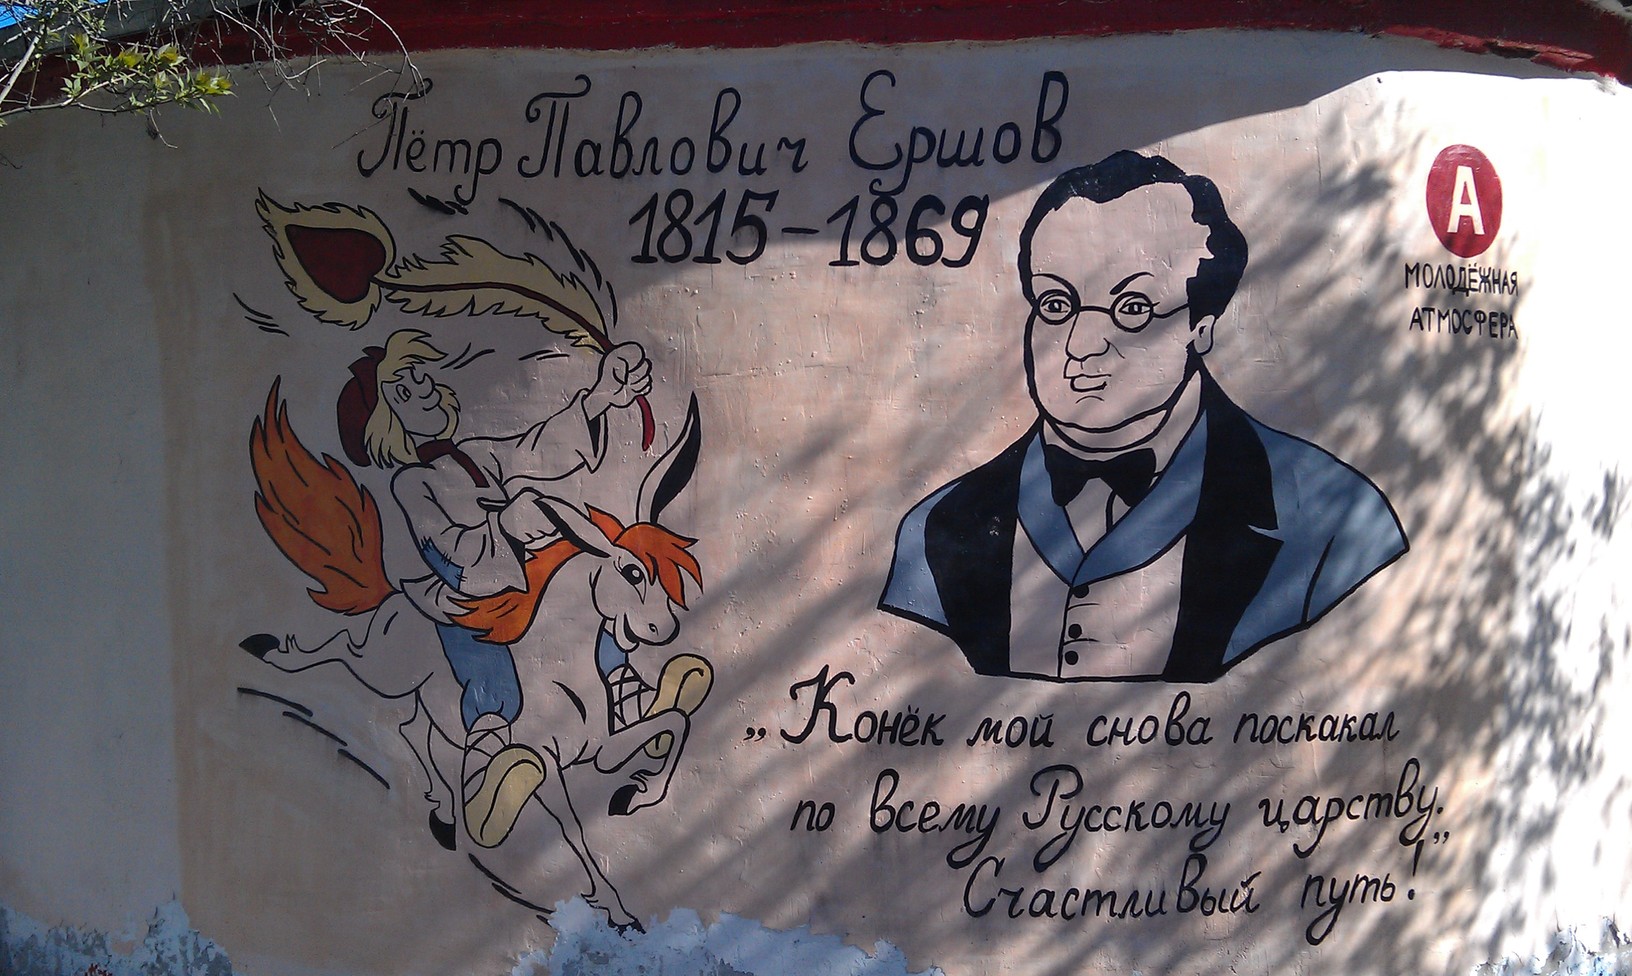 Пётр Павлович Ершов
1815-1869
А
МОЛОДЁЖНАЯ
АТМОСФЕРА
„Конёк мой снова поскакал
по всему Русскому царству.„
Счастливый путь!